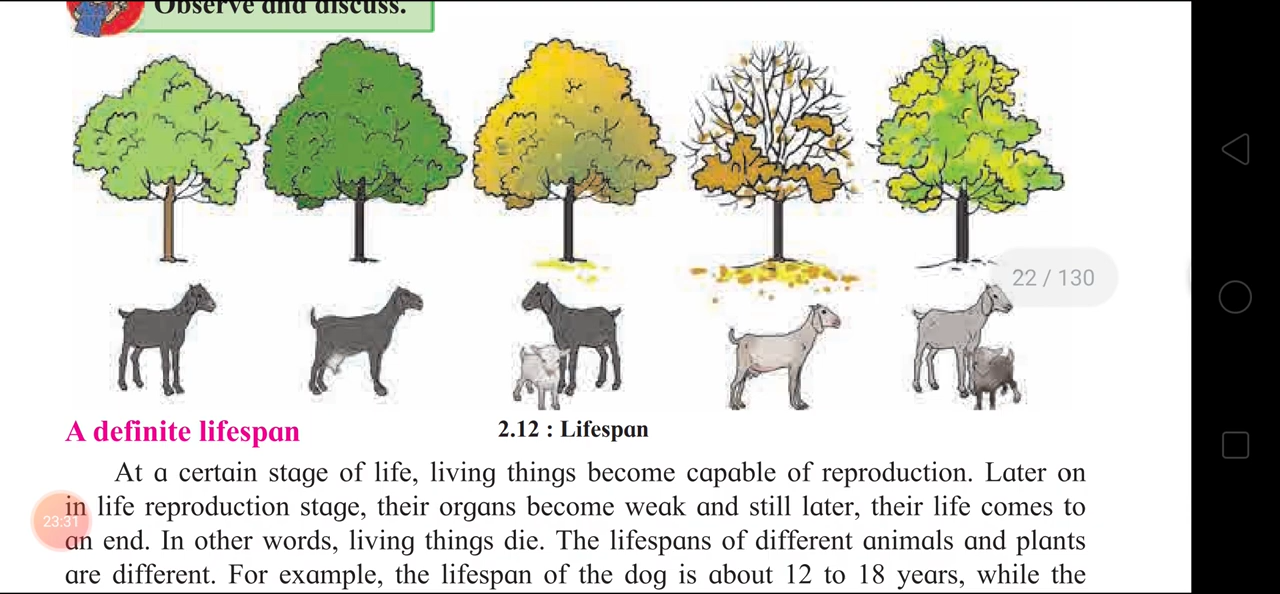 Observe and discuss.
22 / 130
A definite lifespan
2.12 : Lifespan
At a certain stage of life, living things become capable of reproduction. Later on
in life reproduction stage, their organs become weak and still later, their life comes to
23:31
an end. In other words, living things die. The lifespans of different animals and plants
are different. For example, the lifespan of the dog is about 12 to 18 years, while the